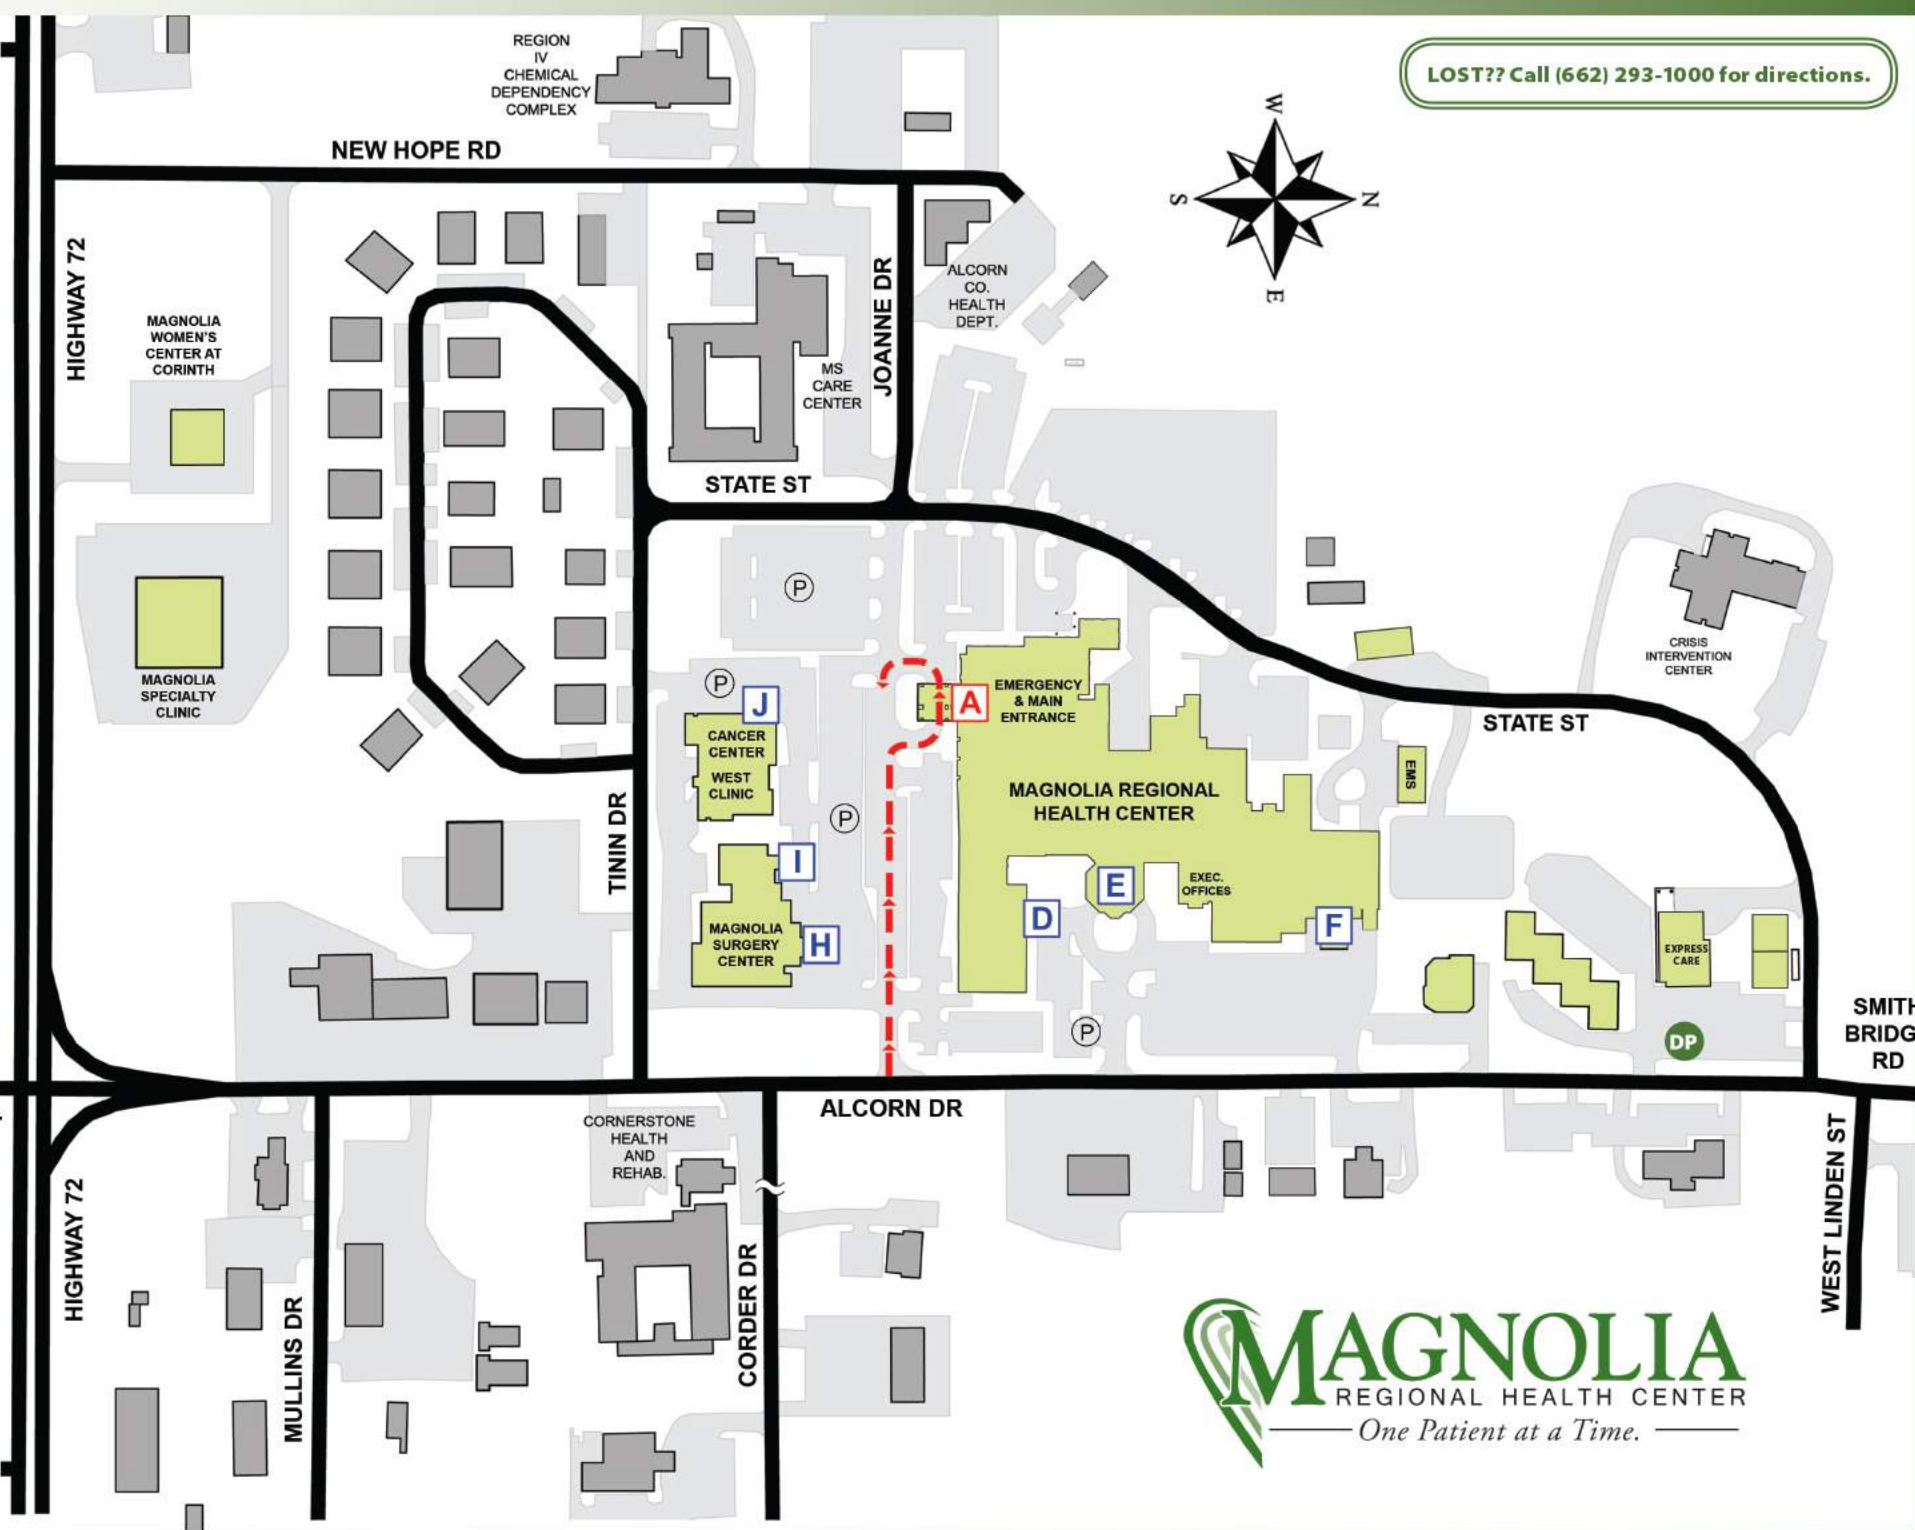 LOST?? Call (662) 293-1000 for directions.
W
S
N
E
REGION
IV
CHEMICAL
DEPENDENCY
COMPLEX
NEW HOPE RD
HIGHWAY 72
MAGNOLIA
WOMEN'S
CENTER AT
CORINTH
JOANNE DR
ALCORN
CO.
HEALTH
DEPT.
MS
CARE
CENTER
STATE ST
MAGNOLIA
SPECIALTY
CLINIC
P
P
J
CANCER
CENTER
WEST
CLINIC
A
EMERGENCY
& MAIN
ENTRANCE
MAGNOLIA REGIONAL
HEALTH CENTER
CRISIS
INTERVENTION
CENTER
STATE ST
EMS
TININ DR
P
I
H
MAGNOLIA
SURGERY
CENTER
D
E
EXEC.
OFFICES
F
EXPRESS
CARE
P
DP
SMITH
BRIDG
RD
ALCORN DR
CORNERSTONE
HEALTH
AND
REHAB.
HIGHWAY 72
MULLINS DR
CORDER DR
WEST LINDEN ST
MAGNOLIA
REGIONAL HEALTH CENTER
One Patient at a Time.